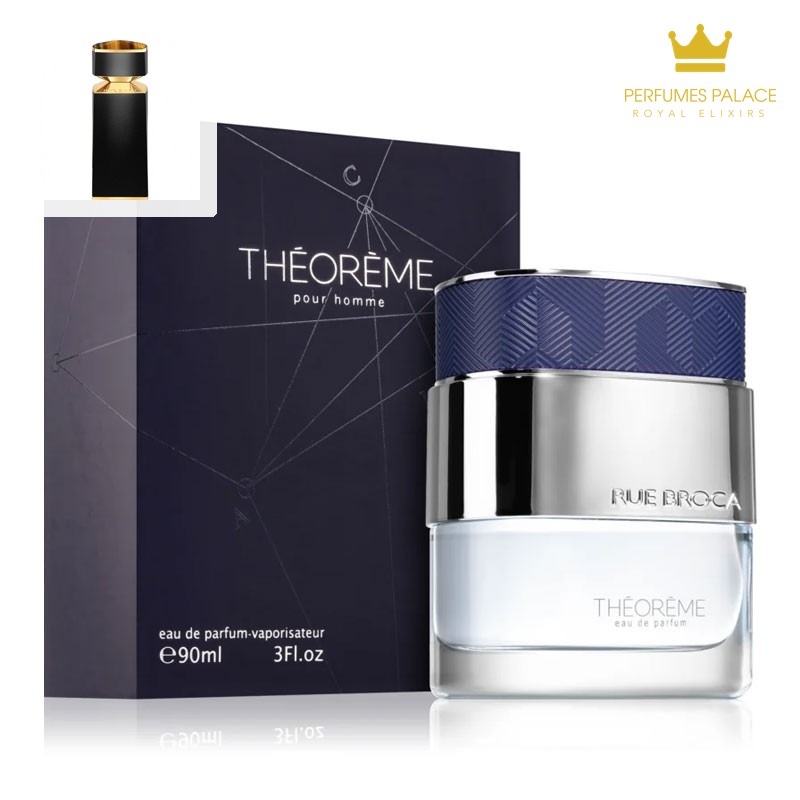 PERFUMES PALACE
ROYAL ELIXIRS
C
THÉORÈME
pour homme
A
eau de parfum-vaporisateur
℮90ml 3Fl.oz
RUE BROCA
THÉORÈME
eau de parfum